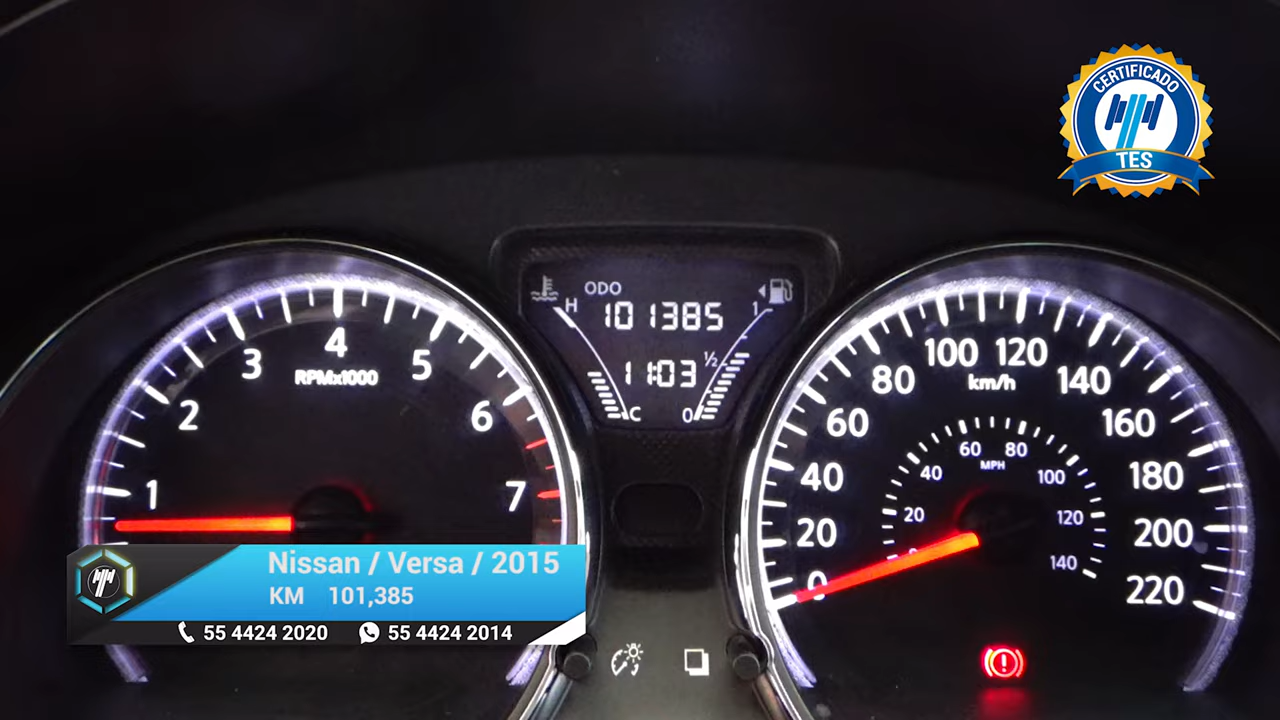 CERTIFICADO
TES
ODO
H
101385
1
11:03
½
C
0
1
2
3
4
5
6
7
RPMx1000
0
20
40
60
80
100
120
140
160
180
200
220
km/h
20
40
60
80
100
120
140
MPH
Nissan / Versa / 2015
KM 101,385
55 4424 2020 55 4424 2014